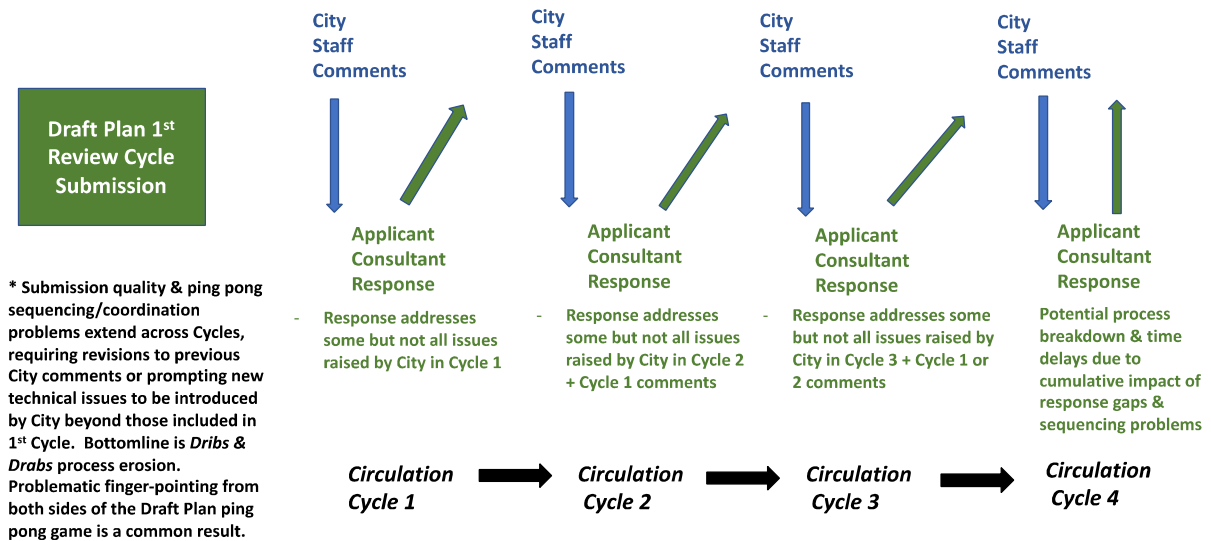 Draft Plan 1st
Review Cycle
Submission
* Submission quality & ping pong
sequencing/coordination
problems extend across Cycles,
requiring revisions to previous
City comments or prompting new
technical issues to be introduced
by City beyond those included in
1st Cycle.  Bottomline is Dribs &
Drabs process erosion.
Problematic finger-pointing from
both sides of the Draft Plan ping
pong game is a common result.
City
Staff
Comments
Applicant
Consultant
Response
- Response addresses
some but not all issues
raised by City in Cycle 1
Circulation
Cycle 1
City
Staff
Comments
Applicant
Consultant
Response
- Response addresses
some but not all issues
raised by City in Cycle 2
+ Cycle 1 comments
Circulation
Cycle 2
City
Staff
Comments
Applicant
Consultant
Response
- Response addresses some
but not all issues raised by
City in Cycle 3 + Cycle 1 or
2 comments
Circulation
Cycle 3
City
Staff
Comments
Applicant
Consultant
Response
Potential process
breakdown & time
delays due to
cumulative impact of
response gaps &
sequencing problems
Circulation
Cycle 4